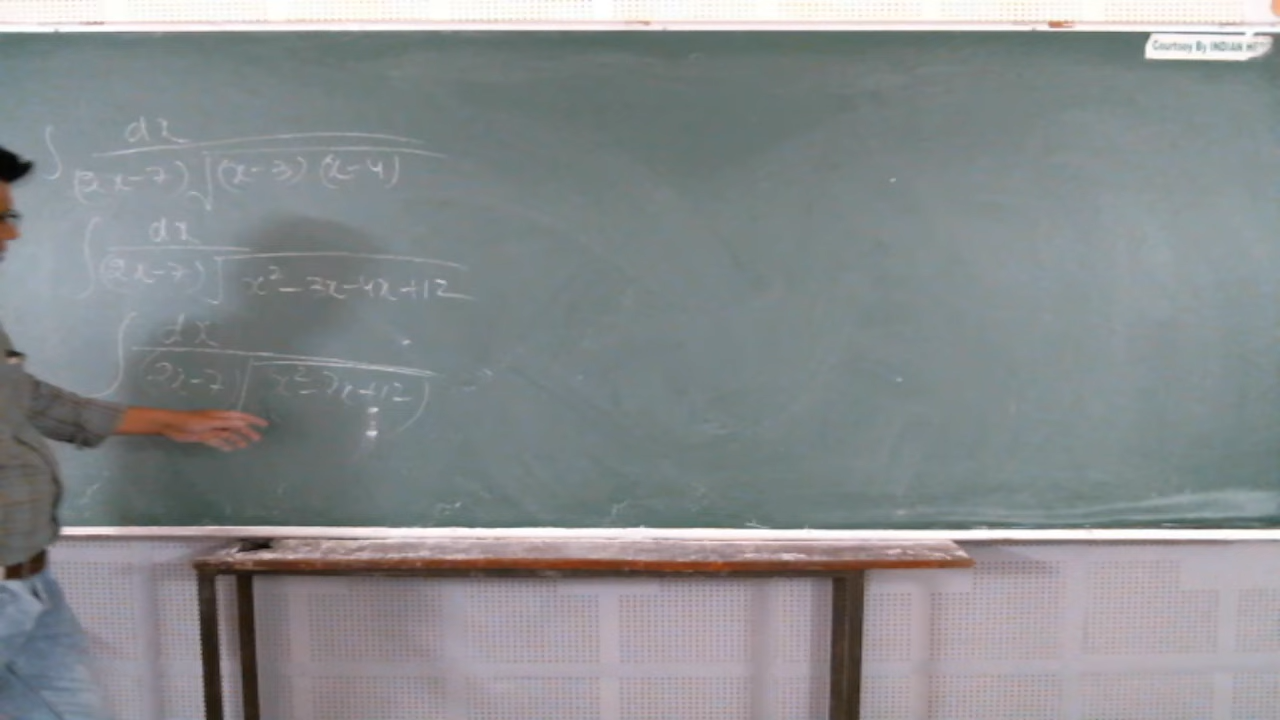 Courtesy By INDIAN
∫ dx / (2x-7) √(x-3) (x-4)
∫ dx / (2x-7) √x²-3x-4x+12
∫ dx / (2x-7) √x²-7x+12